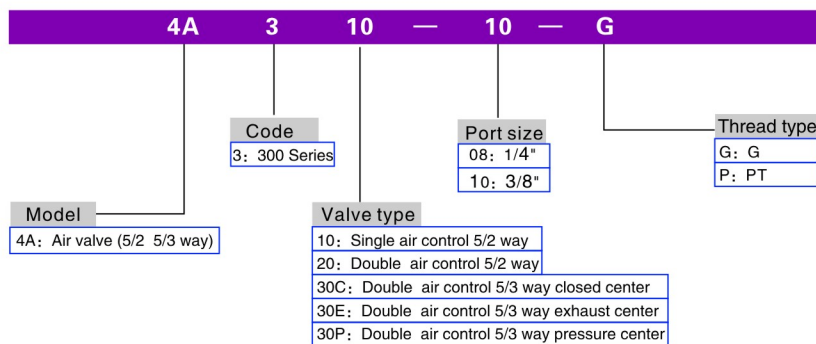 4A 3 10 — 10 — G
Code
3：300 Series
Port size
08：1/4"
10：3/8"
Thread type
G：G
P：PT
Model
4A：Air valve (5/2 5/3 way)
Valve type
10：Single air control 5/2 way
20：Double air control 5/2 way
30C：Double air control 5/3 way closed center
30E：Double air control 5/3 way exhaust center
30P：Double air control 5/3 way pressure center